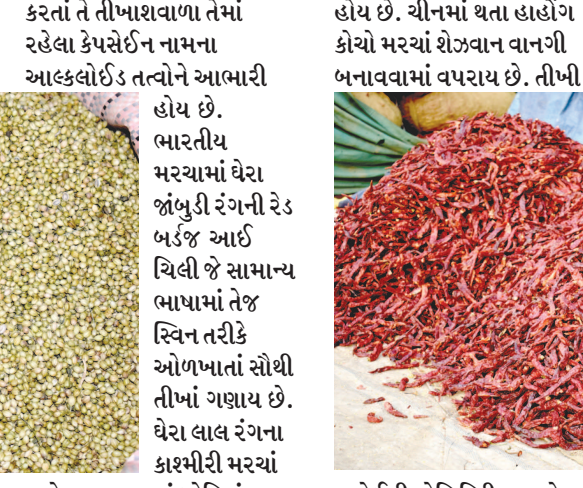 કરતાં તે તીખાશવાળા તેમાં
રહેલા કેપસેઈન નામના
આલ્કલોઈડ તત્વોને આભારી
હોય છે.
ભારતીય
મરચામાં ઘેરા
જાંબુડી રંગની રેડ
બર્ડજ આઈ
ચિલી જે સામાન્ય
ભાષામાં તેજ
સ્વિન તરીકે
ઓળખાતાં સૌથી
તીખાં ગણાય છે.
ઘેરા લાલ રંગના
કાશ્મીરી મરચાં
હોય છે. ચીનમાં થતા હાહોંગ
કોચો મરચાં શેઝવાન વાનગી
બનાવવામાં વપરાય છે. તીખી